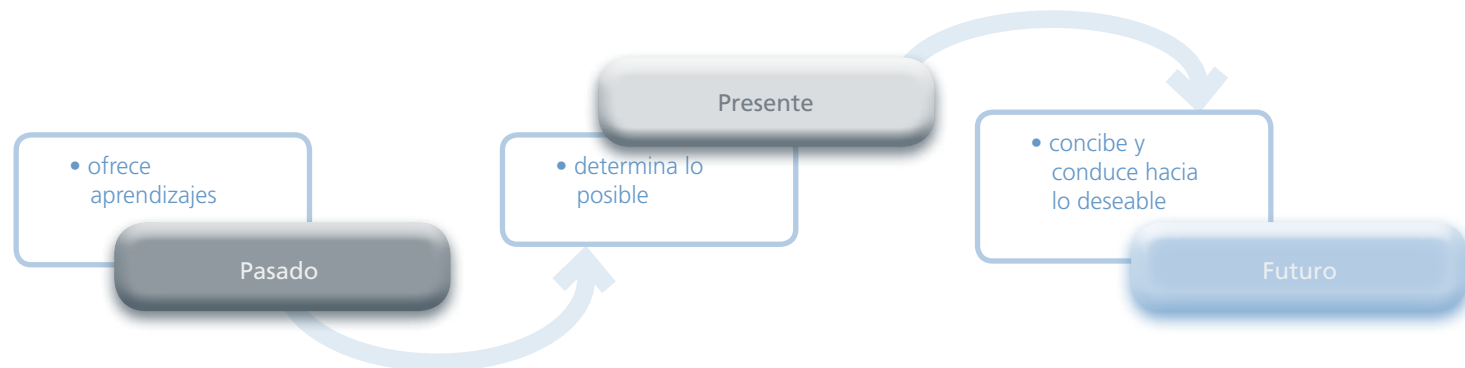 • ofrece
aprendizajes
Pasado
Presente
• determina lo
posible
• concibe y
conduce hacia
lo deseable
Futuro